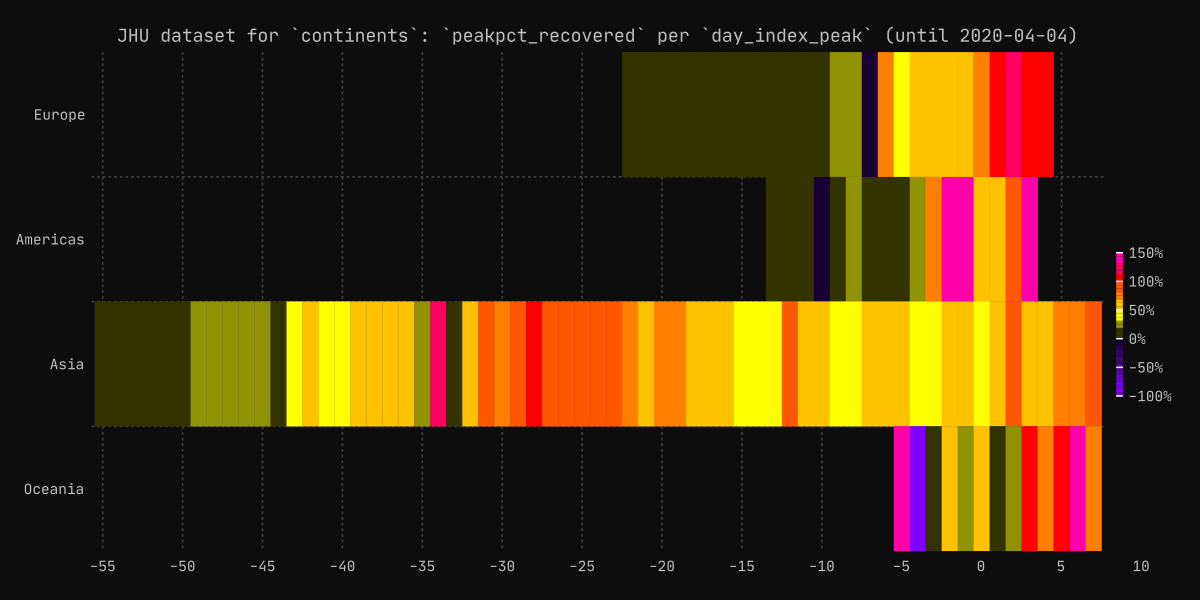 JHU dataset for `continents`: `peakpct_recovered` per `day_index_peak` (until 2020-04-04)
Europe
Americas
Asia
Oceania
150%
100%
50%
0%
-50%
-100%
-55 -50 -45 -40 -35 -30 -25 -20 -15 -10 -5 0 5 10